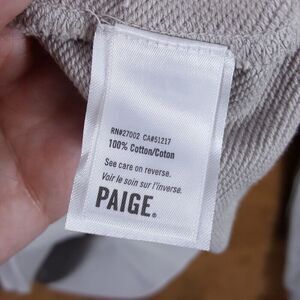 RN#27002 CA#51217
100% Cotton/Coton
See care on reverse.
Voir le soin sur l'inverse.
PAIGE.